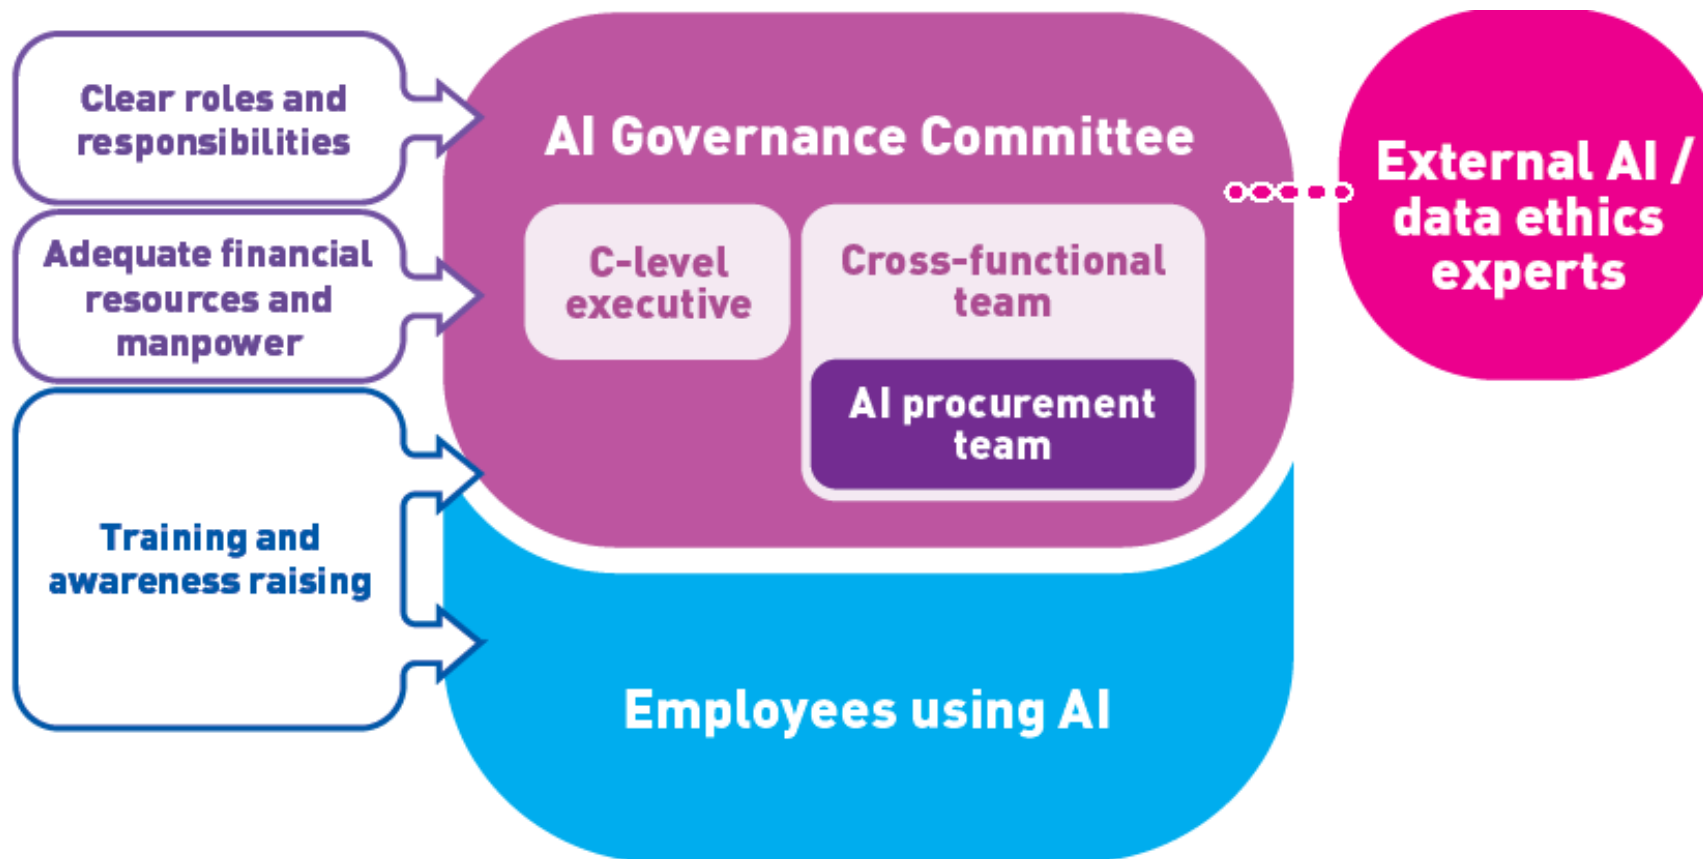 Clear roles and
responsibilities
Adequate financial
resources and
manpower
Training and
awareness raising
AI Governance Committee
C-level
executive
Cross-functional
team
AI procurement
team
Employees using AI
External AI /
data ethics
experts